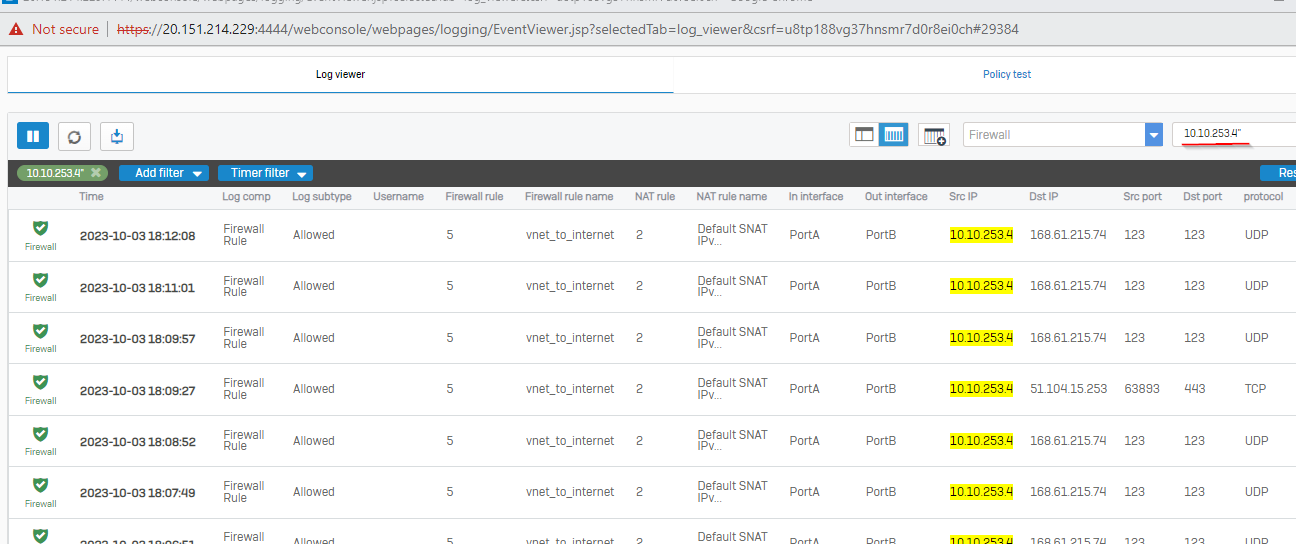 Not secure | https://20.151.214.229:4444/webconsole/webpages/logging/EventViewer.jsp?selectedTab=log_viewer&csrf=u8tp188vg37hnsmr7d0r8ei0ch#29384
Log viewer Policy test
Firewall 10.10.253.4"
10.10.253.4" Add filter Timer filter Res
Time Log comp Log subtype Username Firewall rule Firewall rule name NAT rule NAT rule name In interface Out interface Src IP Dst IP Src port Dst port protocol
Firewall 2023-10-03 18:12:08 Firewall Rule Allowed 5 vnet_to_internet 2 Default SNAT IPv... PortA PortB 10.10.253.4 168.61.215.74 123 123 UDP
Firewall 2023-10-03 18:11:01 Firewall Rule Allowed 5 vnet_to_internet 2 Default SNAT IPv... PortA PortB 10.10.253.4 168.61.215.74 123 123 UDP
Firewall 2023-10-03 18:09:57 Firewall Rule Allowed 5 vnet_to_internet 2 Default SNAT IPv... PortA PortB 10.10.253.4 168.61.215.74 123 123 UDP
Firewall 2023-10-03 18:09:27 Firewall Rule Allowed 5 vnet_to_internet 2 Default SNAT IPv... PortA PortB 10.10.253.4 51.104.15.253 63893 443 TCP
Firewall 2023-10-03 18:08:52 Firewall Rule Allowed 5 vnet_to_internet 2 Default SNAT IPv... PortA PortB 10.10.253.4 168.61.215.74 123 123 UDP
Firewall 2023-10-03 18:07:49 Firewall Rule Allowed 5 vnet_to_internet 2 Default SNAT IPv... PortA PortB 10.10.253.4 168.61.215.74 123 123 UDP
2023-10-03 18:06:51 Firewall Allowed 5 vnet_to_internet 2 Default SNAT PortA PortB 10.10.253.4 168.61.215.74 123 123 UDP